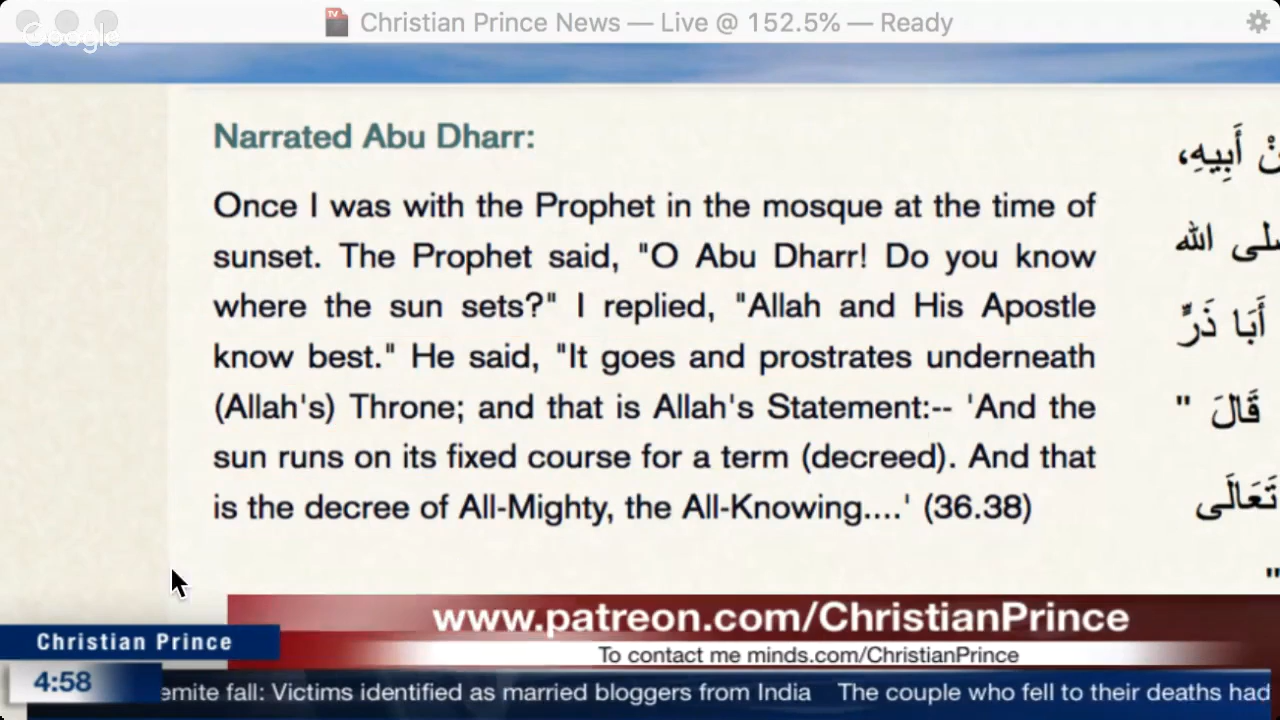 Google
Christian Prince News — Live @ 152.5% — Ready
Narrated Abu Dharr:
Once I was with the Prophet in the mosque at the time of
sunset. The Prophet said, "O Abu Dharr! Do you know
where the sun sets?" I replied, "Allah and His Apostle
know best." He said, "It goes and prostrates underneath
(Allah's) Throne; and that is Allah's Statement:-- 'And the
sun runs on its fixed course for a term (decreed). And that
is the decree of All-Mighty, the All-Knowing....' (36.38)
أَبِيهِ،
صلى الله
أَبَا ذَرٍّ
قَالَ "
تَعَالَى
"
www.patreon.com/ChristianPrince
To contact me minds.com/ChristianPrince
Christian Prince
4:58
emite fall: Victims identified as married bloggers from India The couple who fell to their deaths had